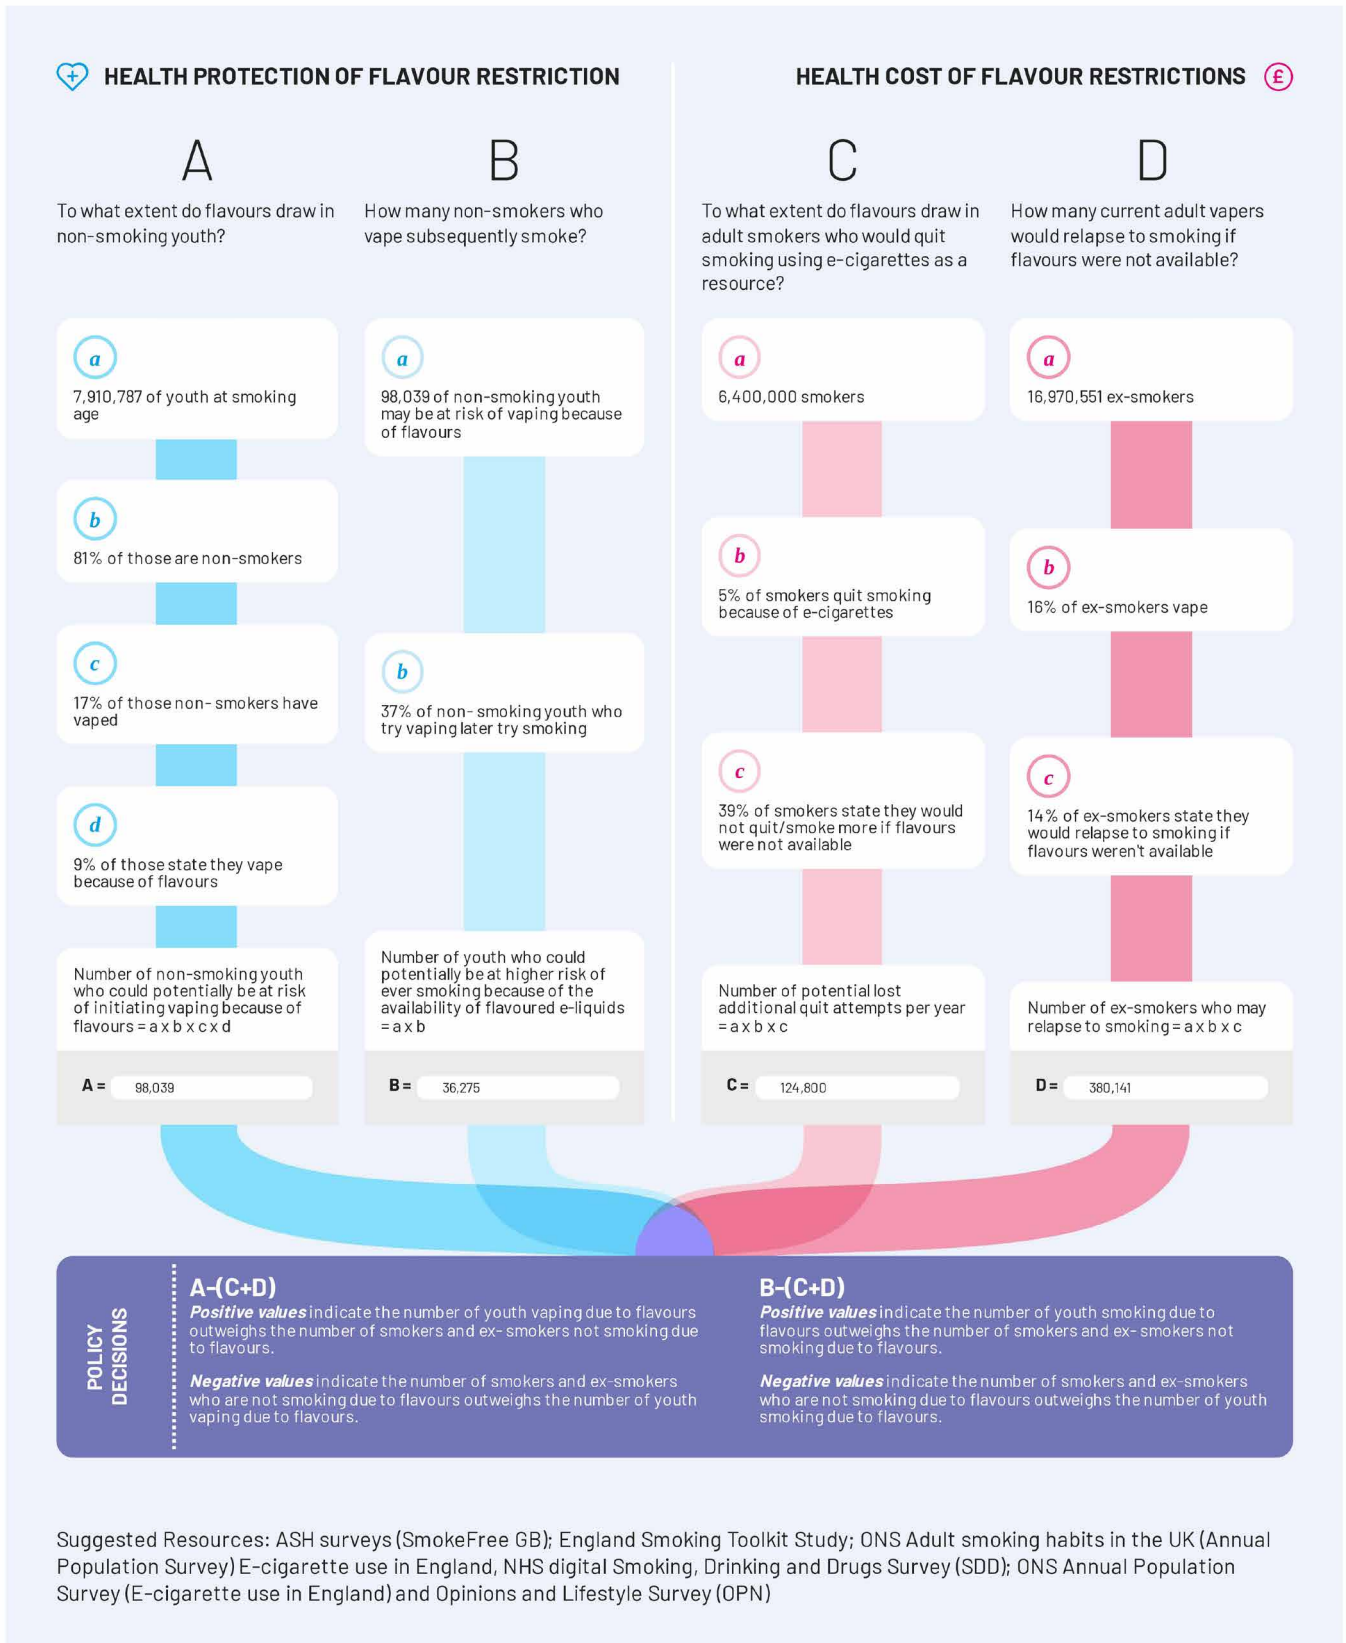 HEALTH PROTECTION OF FLAVOUR RESTRICTION
HEALTH COST OF FLAVOUR RESTRICTIONS £
A
To what extent do flavours draw in
non-smoking youth?
a
7,910,787 of youth at smoking
age
b
81% of those are non-smokers
c
17% of those non- smokers have
vaped
d
9% of those state they vape
because of flavours
Number of non-smoking youth
who could potentially be at risk
of initiating vaping because of
flavours = a x b x c x d
A = 98,039
B
How many non-smokers who
vape subsequently smoke?
a
98,039 of non-smoking youth
may be at risk of vaping because
of flavours
b
37% of non- smoking youth who
try vaping later try smoking
Number of youth who could
potentially be at higher risk of
ever smoking because of the
availability of flavoured e-liquids
= a x b
B = 36,275
C
To what extent do flavours draw in
adult smokers who would quit
smoking using e-cigarettes as a
resource?
a
6,400,000 smokers
b
5% of smokers quit smoking
because of e-cigarettes
c
39% of smokers state they would
not quit/smoke more if flavours
were not available
Number of potential lost
additional quit attempts per year
= a x b x c
C = 124,800
D
How many current adult vapers
would relapse to smoking if
flavours were not available?
a
16,970,551 ex-smokers
b
16% of ex-smokers vape
c
14% of ex-smokers state they
would relapse to smoking if
flavours weren't available
Number of ex-smokers who may
relapse to smoking = a x b x c
D = 380,141
POLICY
DECISIONS
A-(C+D)
Positive values indicate the number of youth vaping due to flavours
outweighs the number of smokers and ex- smokers not smoking due
to flavours.
Negative values indicate the number of smokers and ex-smokers
who are not smoking due to flavours outweighs the number of youth
vaping due to flavours.
B-(C+D)
Positive values indicate the number of youth smoking due to
flavours outweighs the number of smokers and ex- smokers not
smoking due to flavours.
Negative values indicate the number of smokers and ex-smokers
who are not smoking due to flavours outweighs the number of youth
smoking due to flavours.
Suggested Resources: ASH surveys (SmokeFree GB); England Smoking Toolkit Study; ONS Adult smoking habits in the UK (Annual
Population Survey) E-cigarette use in England, NHS digital Smoking, Drinking and Drugs Survey (SDD); ONS Annual Population
Survey (E-cigarette use in England) and Opinions and Lifestyle Survey (OPN)